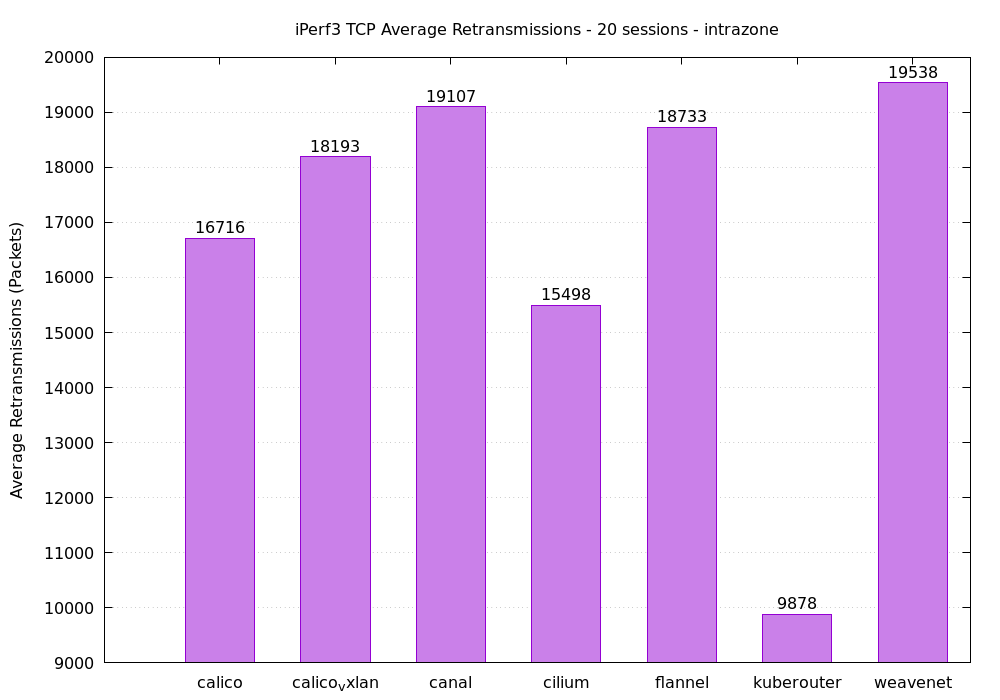 iPerf3 TCP Average Retransmissions - 20 sessions - intrazone
Average Retransmissions (Packets)
20000
19000
18000
17000
16000
15000
14000
13000
12000
11000
10000
9000
16716
18193
19107
15498
18733
9878
19538
calico
calicovxlan
canal
cilium
flannel
kuberouter
weavenet